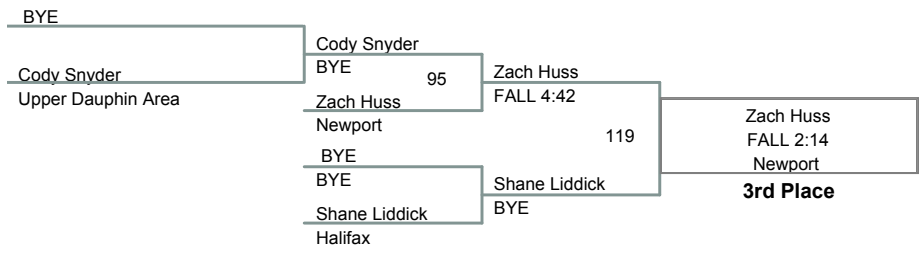 BYE
Cody Snyder
Upper Dauphin Area
Cody Snyder
BYE
95
Zach Huss
Newport
BYE
BYE
Shane Liddick
Halifax
Zach Huss
FALL 4:42
119
Shane Liddick
BYE
Zach Huss
FALL 2:14
Newport
3rd Place